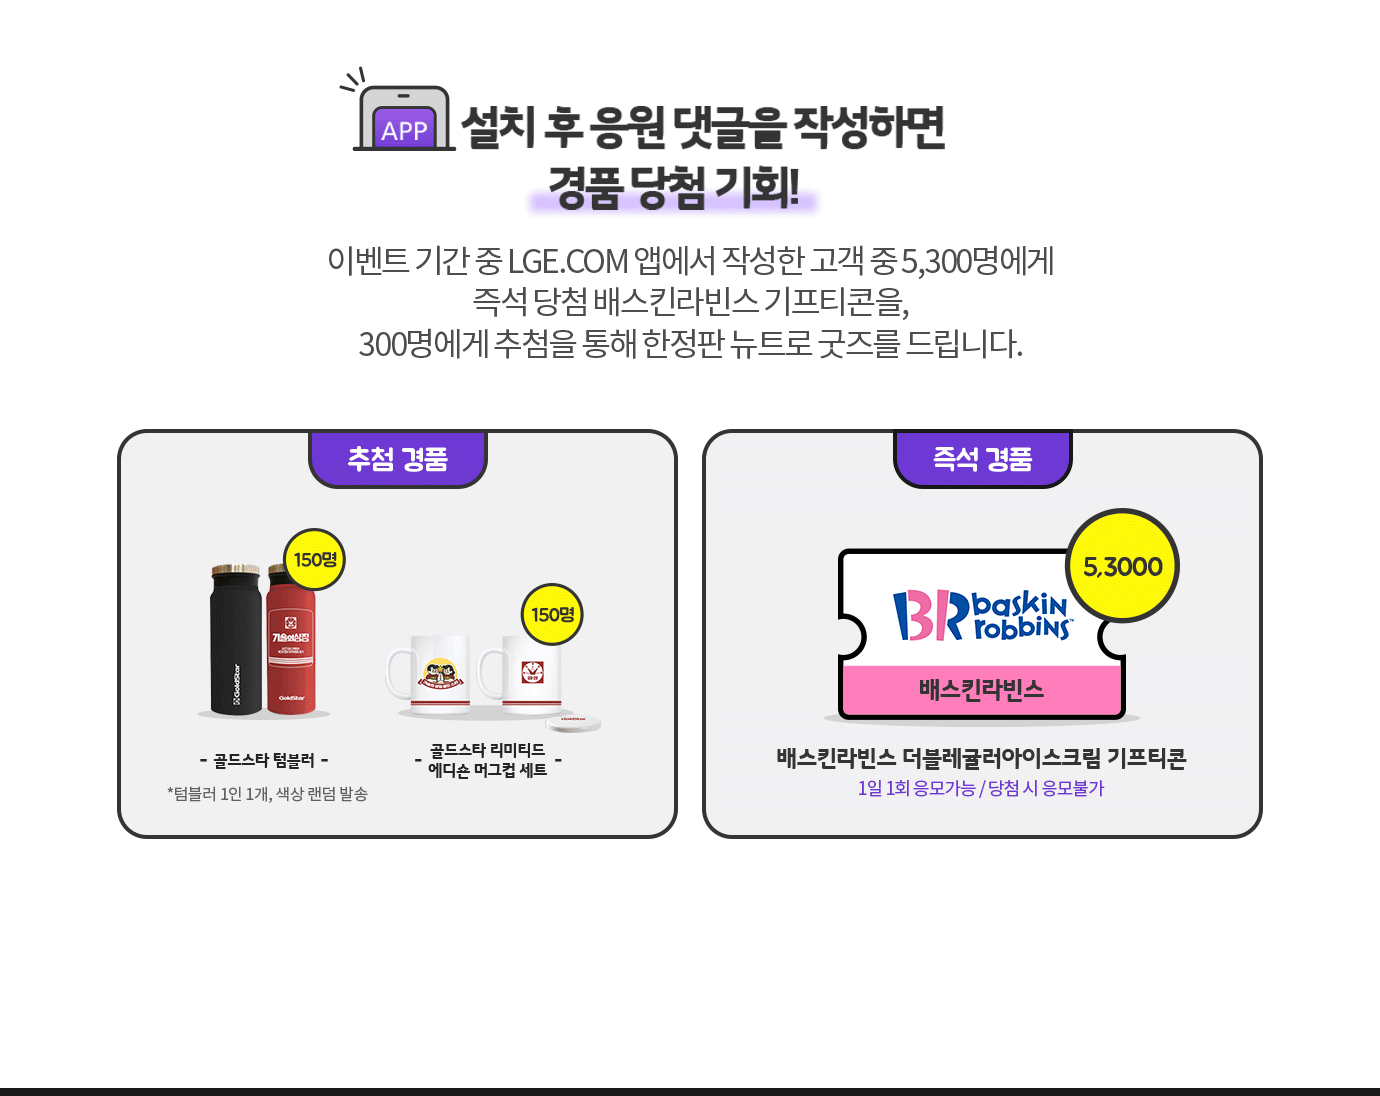 APP 설치 후 응원 댓글을 작성하면
경품 당첨 기회!
이벤트 기간 중 LGE.COM 앱에서 작성한 고객 중 5,300명에게
즉석 당첨 배스킨라빈스 기프티콘을,
300명에게 추첨을 통해 한정판 뉴트로 굿즈를 드립니다.
추첨 경품
150명
150명
GoldStar
기술의상징
GoldStar
금성
GoldStar
- 골드스타 텀블러 -
*텀블러 1인 1개, 색상 랜덤 발송
- 골드스타 리미티드
에디숀 머그컵 세트 -
즉석 경품
5,3000
BR baskin
robbins™
배스킨라빈스
배스킨라빈스 더블레귤러아이스크림 기프티콘
1일 1회 응모가능 / 당첨 시 응모불가